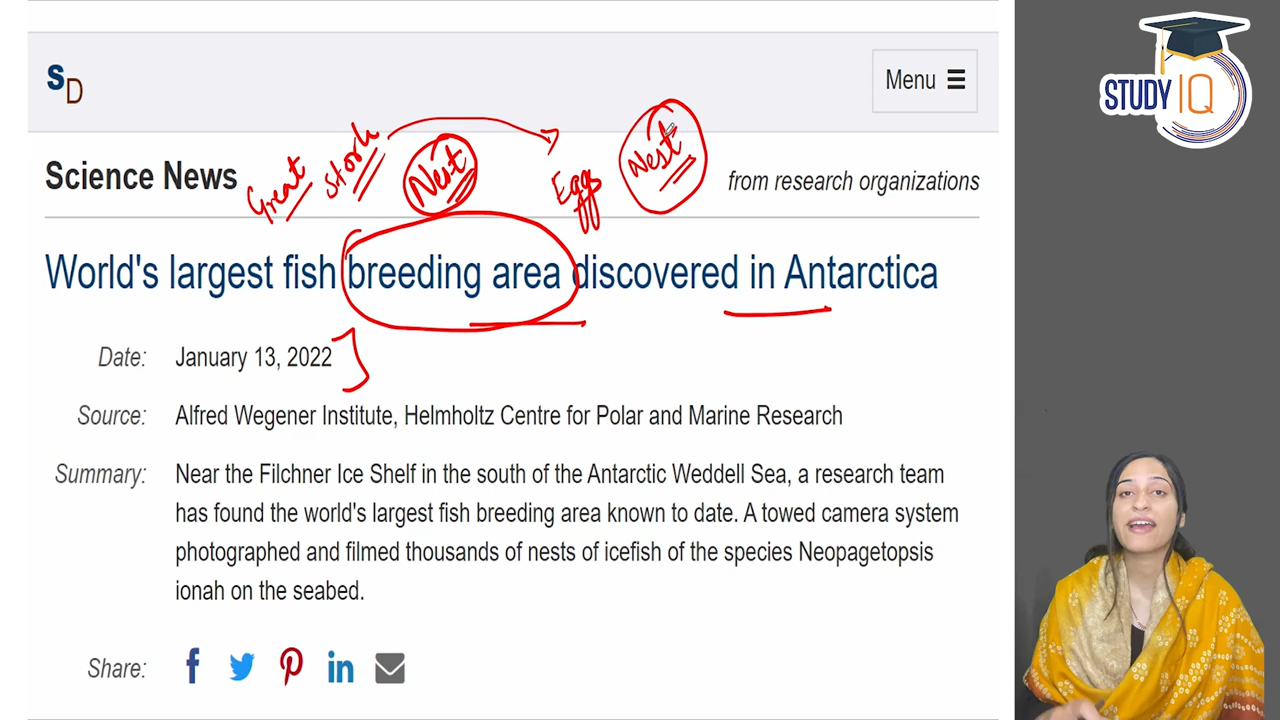 SD
Menu
STUDY IQ
Great Stork Nest Eggs Nest
Science News
from research organizations
World's largest fish breeding area discovered in Antarctica
Date: January 13, 2022
Source: Alfred Wegener Institute, Helmholtz Centre for Polar and Marine Research
Summary: Near the Filchner Ice Shelf in the south of the Antarctic Weddell Sea, a research team
has found the world's largest fish breeding area known to date. A towed camera system
photographed and filmed thousands of nests of icefish of the species Neopagetopsis
ionah on the seabed.
Share: f in